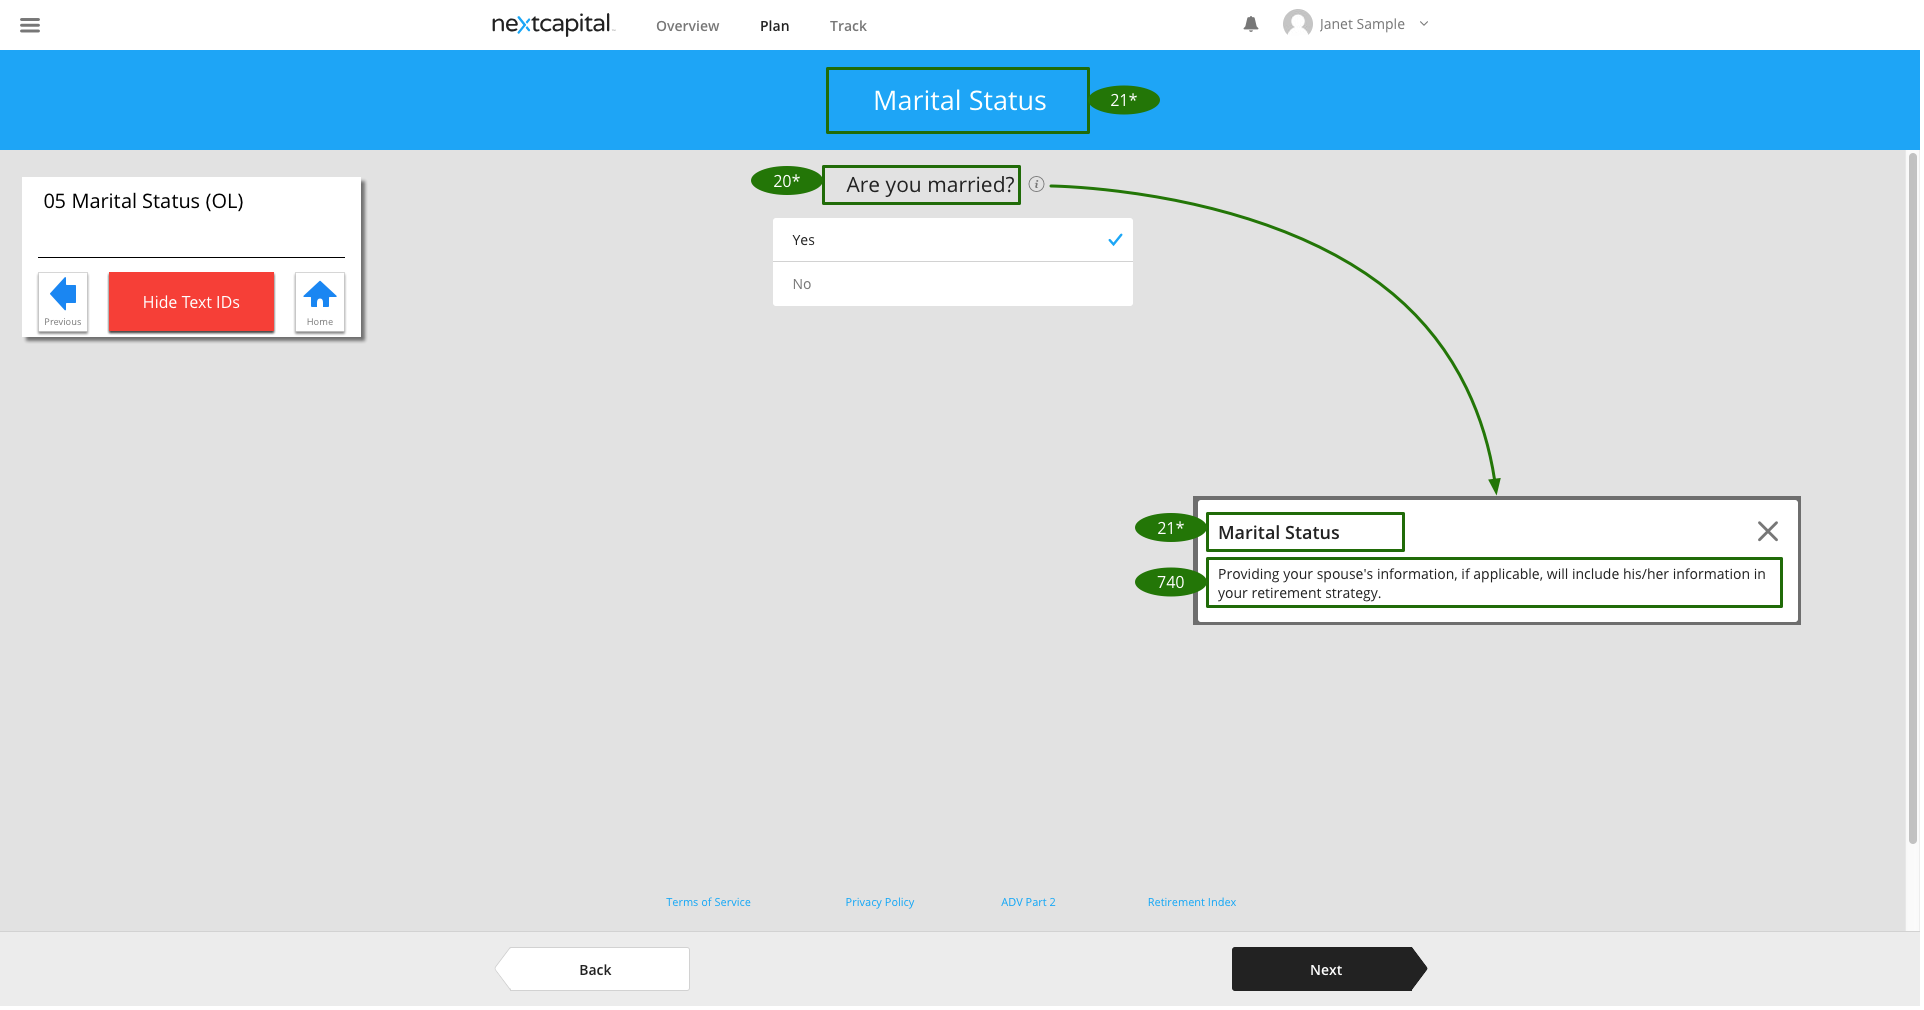 nextcapital
Overview
Plan
Track
Janet Sample
Marital Status
21*
05 Marital Status (OL)
Previous
Hide Text IDs
Home
20*
Are you married?
i
Yes
No
21*
Marital Status
740
Providing your spouse's information, if applicable, will include his/her information in
your retirement strategy.
Terms of Service
Privacy Policy
ADV Part 2
Retirement Index
Back
Next